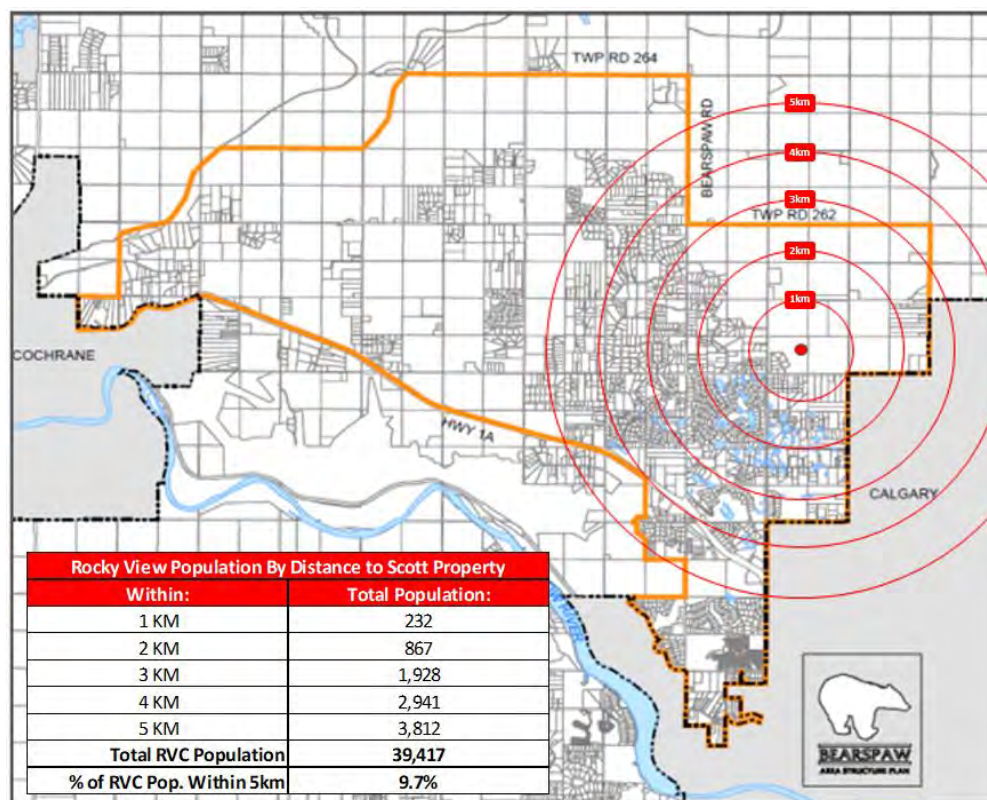 TWP RD 264
5km
BEARSPAW RD
4km
3km
TWP RD 262
2km
1km
COCHRANE
HWY 1A
CALGARY
RIVER
Rocky View Population By Distance to Scott Property
Within: Total Population:
1 KM 232
2 KM 867
3 KM 1,928
4 KM 2,941
5 KM 3,812
Total RVC Population 39,417
% of RVC Pop. Within 5km 9.7%
BEARSPAW
AREA STRUCTURE PLAN